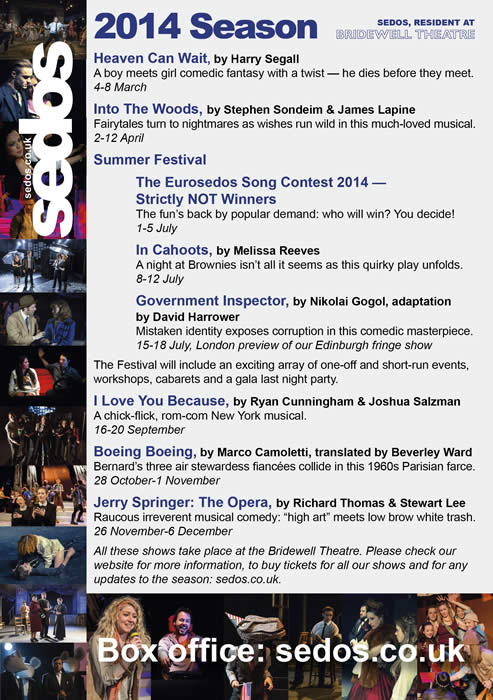 2014 Season
SEDOS, RESIDENT AT
BRIDEWELL THEATRE
sedos
sedos.co.uk
Heaven Can Wait, by Harry Segall
A boy meets girl comedic fantasy with a twist — he dies before they meet.
4-8 March
Into The Woods, by Stephen Sondeim & James Lapine
Fairytales turn to nightmares as wishes run wild in this much-loved musical.
2-12 April
Summer Festival
The Eurosedos Song Contest 2014 —
Strictly NOT Winners
The fun's back by popular demand: who will win? You decide!
1-5 July
In Cahoots, by Melissa Reeves
A night at Brownies isn't all it seems as this quirky play unfolds.
8-12 July
Government Inspector, by Nikolai Gogol, adaptation
by David Harrower
Mistaken identity exposes corruption in this comedic masterpiece.
15-18 July, London preview of our Edinburgh fringe show
The Festival will include an exciting array of one-off and short-run events,
workshops, cabarets and a gala last night party.
I Love You Because, by Ryan Cunningham & Joshua Salzman
A chick-flick, rom-com New York musical.
16-20 September
Boeing Boeing, by Marco Camoletti, translated by Beverley Ward
Bernard's three air stewardess fiancées collide in this 1960s Parisian farce.
28 October-1 November
Jerry Springer: The Opera, by Richard Thomas & Stewart Lee
Raucous irreverent musical comedy: "high art" meets low brow white trash.
26 November-6 December
All these shows take place at the Bridewell Theatre. Please check our
website for more information, to buy tickets for all our shows and for any
updates to the season: sedos.co.uk.
Box office: sedos.co.uk